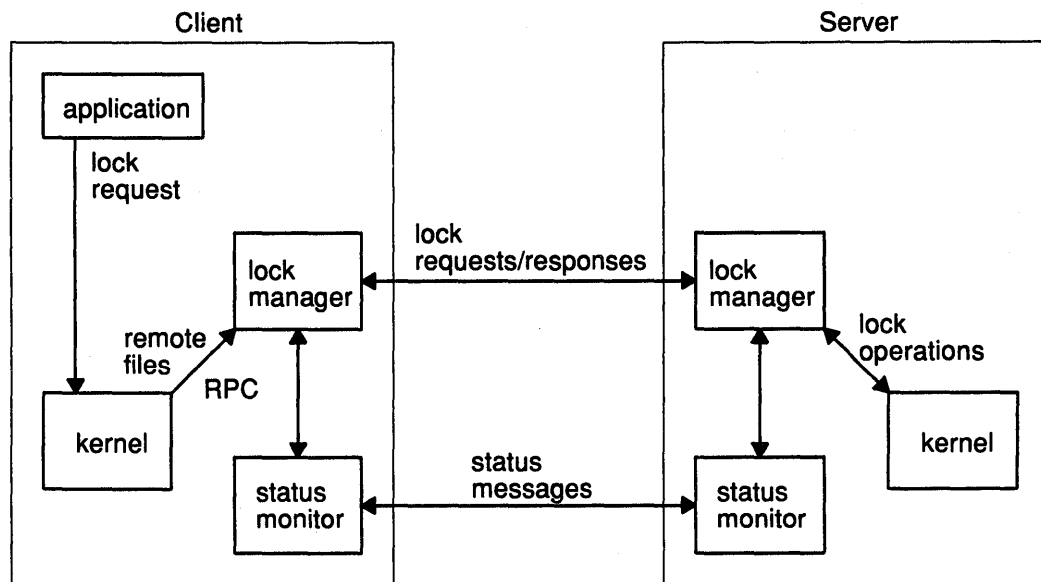 Client
Server
application
lock
request
lock
requests/responses
lock
manager
lock
manager
remote
files
RPC
lock
operations
kernel
kernel
status
messages
status
monitor
status
monitor